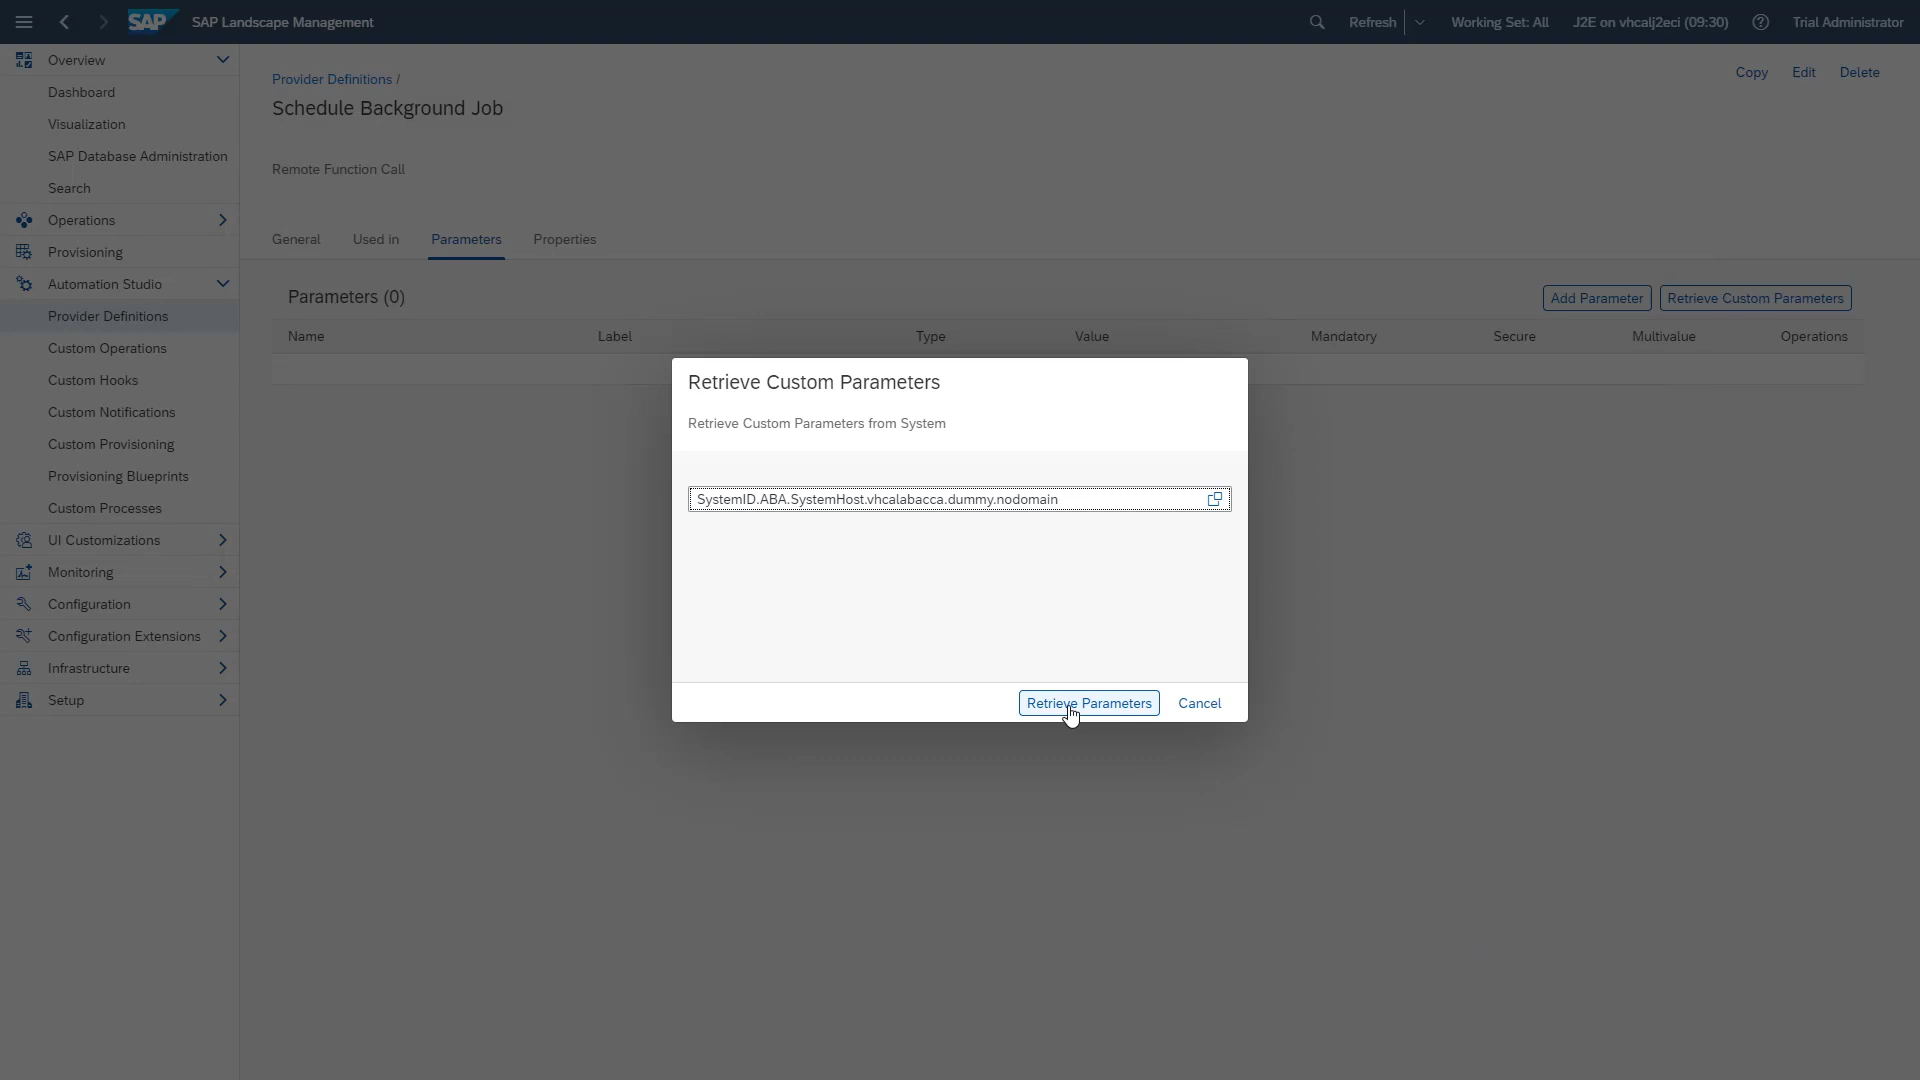 SAP
SAP Landscape Management
Refresh
Working Set: All
J2E on vhcalj2eci (09:30)
Trial Administrator
Overview
Dashboard
Visualization
SAP Database Administration
Search
Operations
Provisioning
Automation Studio
Provider Definitions
Custom Operations
Custom Hooks
Custom Notifications
Custom Provisioning
Provisioning Blueprints
Custom Processes
UI Customizations
Monitoring
Configuration
Configuration Extensions
Infrastructure
Setup
Provider Definitions /
Copy Edit Delete
Schedule Background Job
Remote Function Call
General Used in Parameters Properties
Parameters (0)
Add Parameter Retrieve Custom Parameters
Name Label Type Value Mandatory Secure Multivalue Operations
Retrieve Custom Parameters
Retrieve Custom Parameters from System
SystemID.ABA.SystemHost.vhcalabacca.dummy.nodomain
Retrieve Parameters Cancel